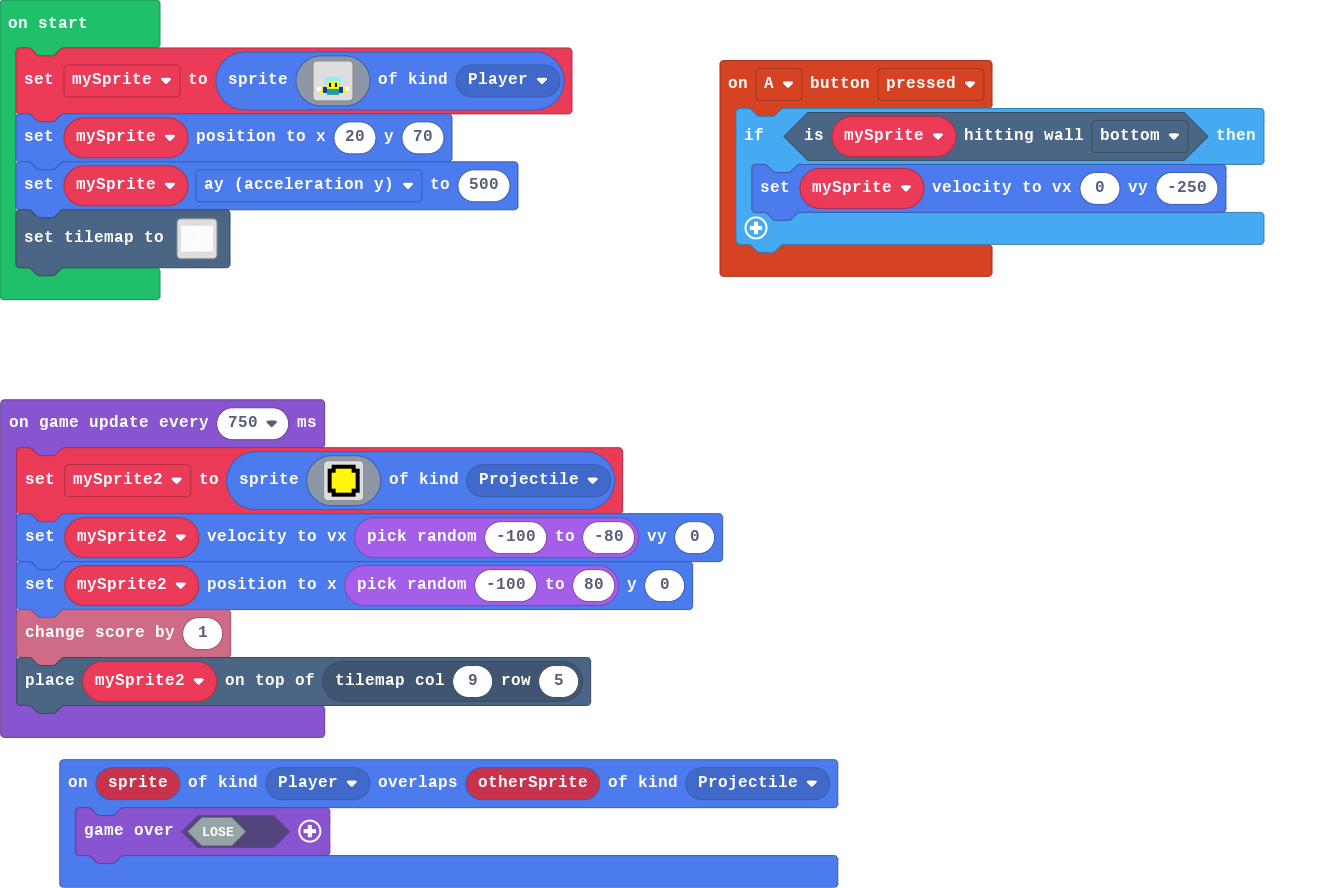 on start
set mySprite to sprite of kind Player
set mySprite position to x 20 y 70
set mySprite ay (acceleration y) to 500
set tilemap to
on A button pressed
if is mySprite hitting wall bottom then
set mySprite velocity to vx 0 vy -250
on game update every 750 ms
set mySprite2 to sprite of kind Projectile
set mySprite2 velocity to vx pick random -100 to -80 vy 0
set mySprite2 position to x pick random -100 to 80 y 0
change score by 1
place mySprite2 on top of tilemap col 9 row 5
on sprite of kind Player overlaps otherSprite of kind Projectile
game over LOSE